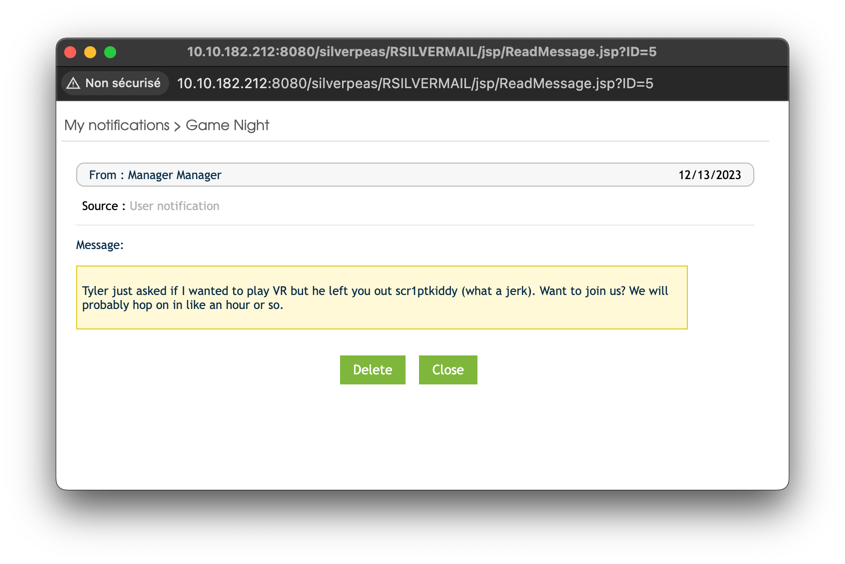 10.10.182.212:8080/silverpeas/RSILVERMAIL/jsp/ReadMessage.jsp?ID=5
Non sécurisé 10.10.182.212:8080/silverpeas/RSILVERMAIL/jsp/ReadMessage.jsp?ID=5
My notifications > Game Night
From : Manager Manager 12/13/2023
Source : User notification
Message:
Tyler just asked if I wanted to play VR but he left you out scr1ptkiddy (what a jerk). Want to join us? We will
probably hop on in like an hour or so.
Delete Close